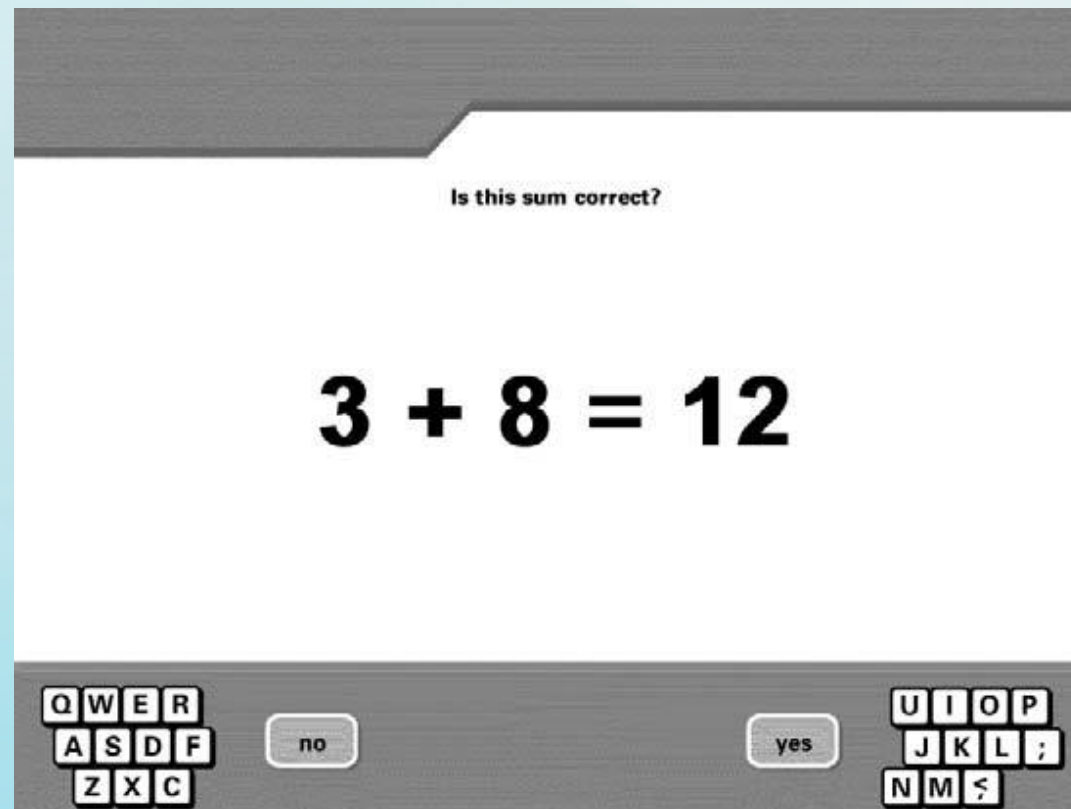 Is this sum correct?
3 + 8 = 12
Q W E R
A S D F
Z X C
no
yes
U I O P
J K L ;
N M <